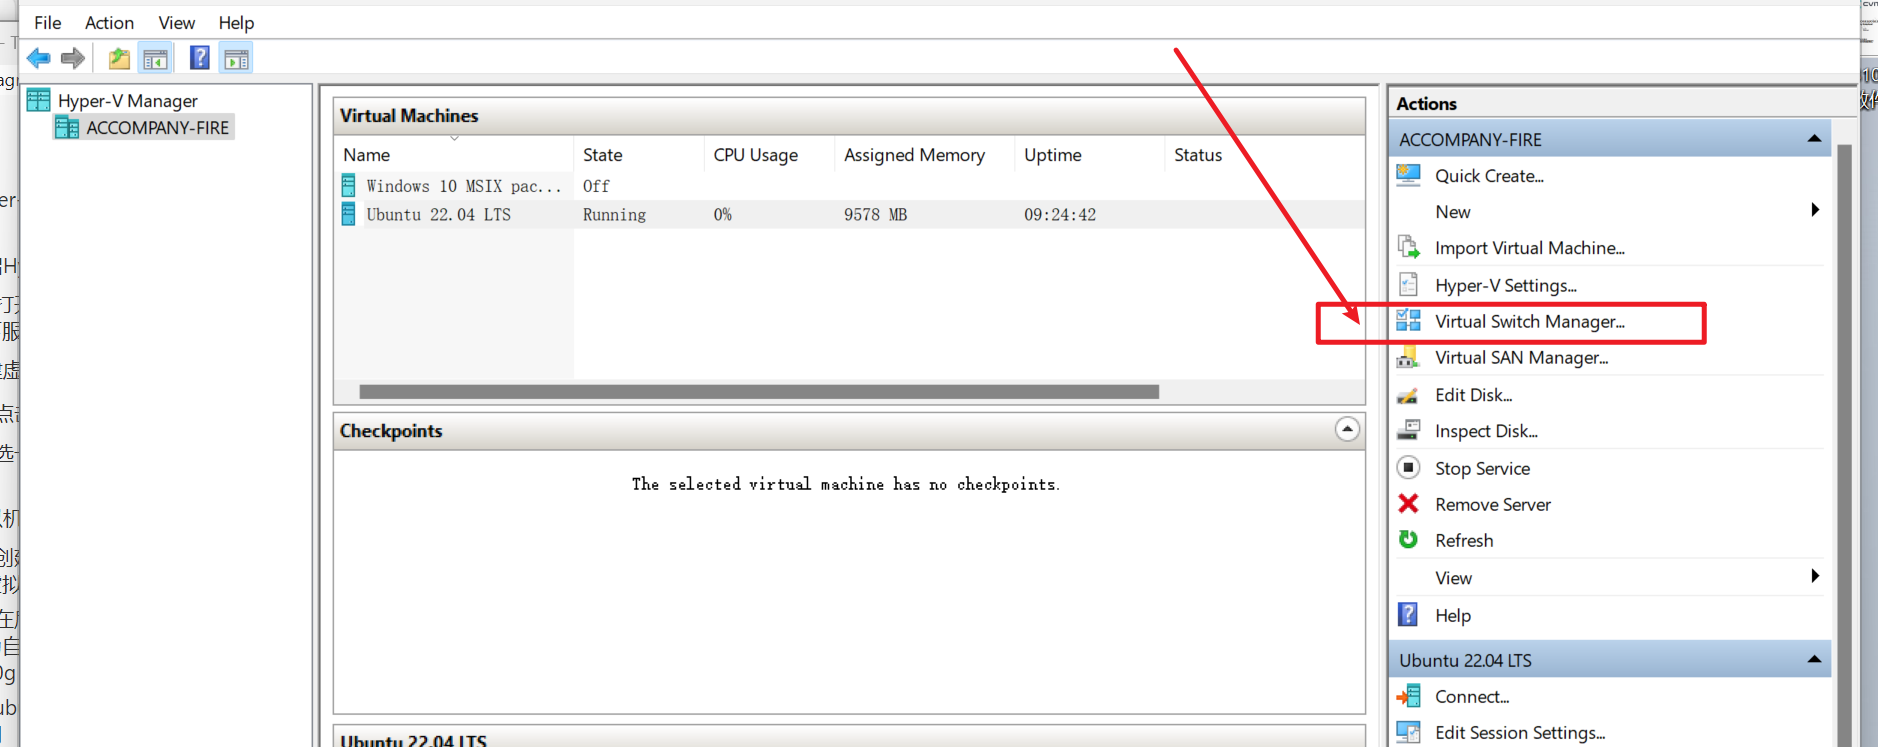 File Action View Help
Hyper-V Manager
ACCOMPANY-FIRE
Virtual Machines
Name State CPU Usage Assigned Memory Uptime Status
Windows 10 MSIX pac... Off
Ubuntu 22.04 LTS Running 0% 9578 MB 09:24:42
Checkpoints
The selected virtual machine has no checkpoints.
Ubuntu 22.04 LTS
Actions
ACCOMPANY-FIRE
Quick Create...
New
Import Virtual Machine...
Hyper-V Settings...
Virtual Switch Manager...
Virtual SAN Manager...
Edit Disk...
Inspect Disk...
Stop Service
Remove Server
Refresh
View
Help
Ubuntu 22.04 LTS
Connect...
Edit Session Settings...